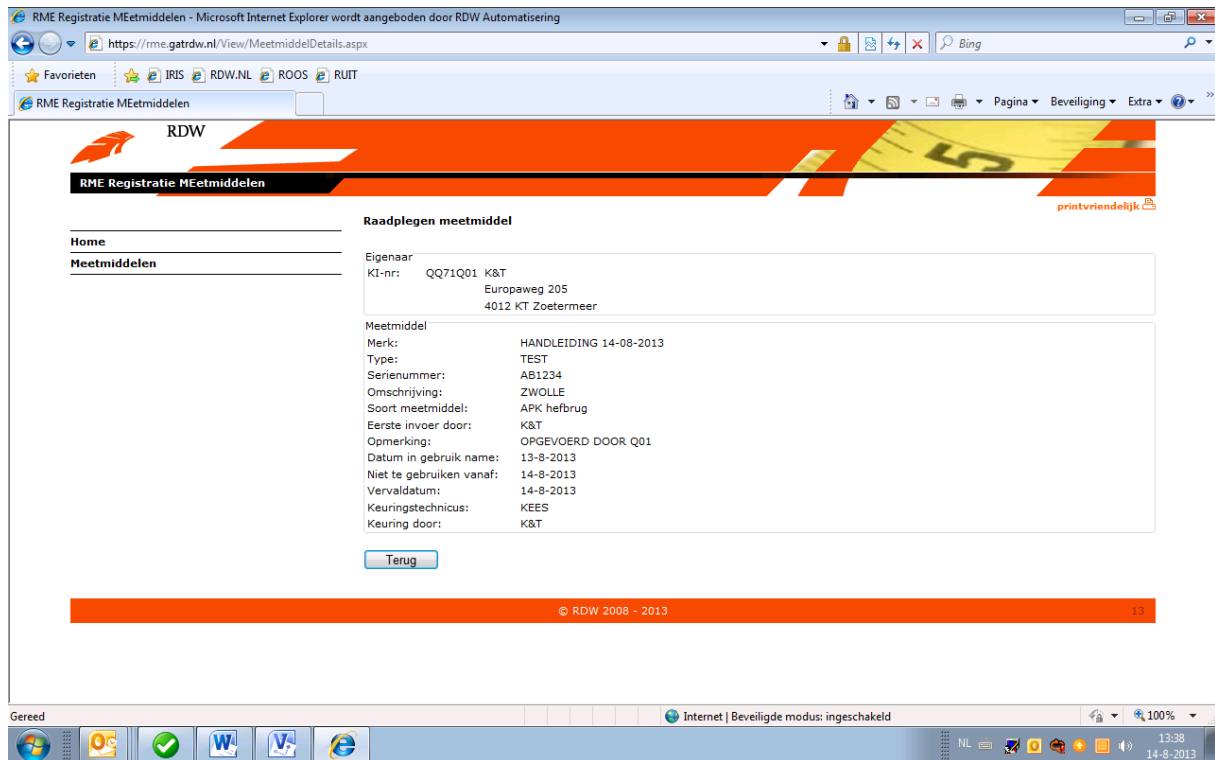 RME Registratie MEetmiddelen - Microsoft Internet Explorer wordt aangeboden door RDW Automatisering
https://rme.gatrdw.nl/View/MeetmiddelDetails.aspx
Bing
Favorieten IRIS RDW.NL ROOS RUIT
RME Registratie MEetmiddelen
Pagina Beveiliging Extra
RDW
5
RME Registratie MEetmiddelen
printvriendelijk
Raadplegen meetmiddel
Home
Meetmiddelen
Eigenaar
KI-nr: QQ71Q01 K&T
Europaweg 205
4012 KT Zoetermeer
Meetmiddel
Merk: HANDLEIDING 14-08-2013
Type: TEST
Serienummer: AB1234
Omschrijving: ZWOLLE
Soort meetmiddel: APK hefbrug
Eerste invoer door: K&T
Opmerking: OPGEVOERD DOOR Q01
Datum in gebruik name: 13-8-2013
Niet te gebruiken vanaf: 14-8-2013
Vervaldatum: 14-8-2013
Keuringstechnicus: KEES
Keuring door: K&T
Terug
© RDW 2008 - 2013 13
Gereed Internet | Beveiligde modus: ingeschakeld 100%
NL 13:38
14-8-2013